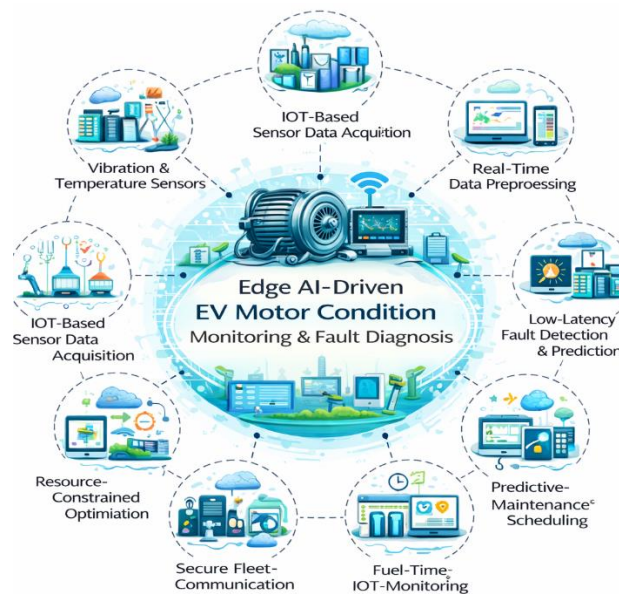 IOT-Based
Sensor Data Acquition
Vibration &
Temperature Sensors
Real-Time
Data Preproessing
Edge AI-Driven
EV Motor Condition
Monitoring & Fault Diagnosis
IOT-Based
Sensor Data
Acquisition
Low-Latency
Fault Detection
& Prediction
Resource-
Constrained
Optimiation
Predictive-
Maintenance
Scheduling
Secure Fleet-
Communication
Fuel-Time-
IOT-Monitoring